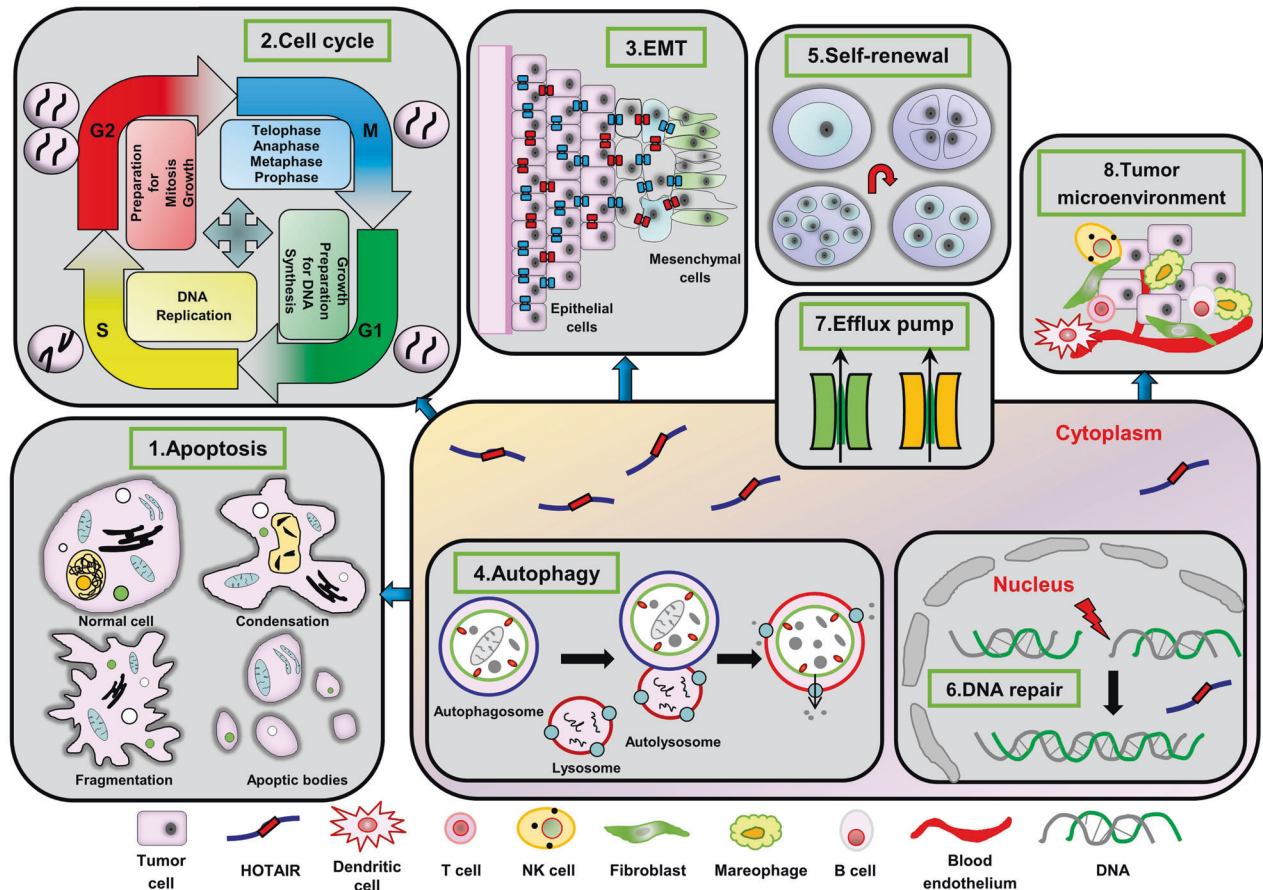 2.Cell cycle
G2
M
Preparation
for
Mitosis
Growth
Telophase
Anaphase
Metaphase
Prophase
S
DNA
Replication
Growth
Preparation
for DNA
Synthesis
G1
3.EMT
Mesenchymal
cells
Epithelial
cells
5.Self-renewal
8.Tumor
microenvironment
7.Efflux pump
Cytoplasm
1.Apoptosis
Normal cell
Condensation
Fragmentation
Apoptic bodies
4.Autophagy
Autophagosome
Lysosome
Autolysosome
Nucleus
6.DNA repair
Tumor
cell
HOTAIR
Dendritic
cell
T cell
NK cell
Fibroblast
Mareophage
B cell
Blood
endothelium
DNA